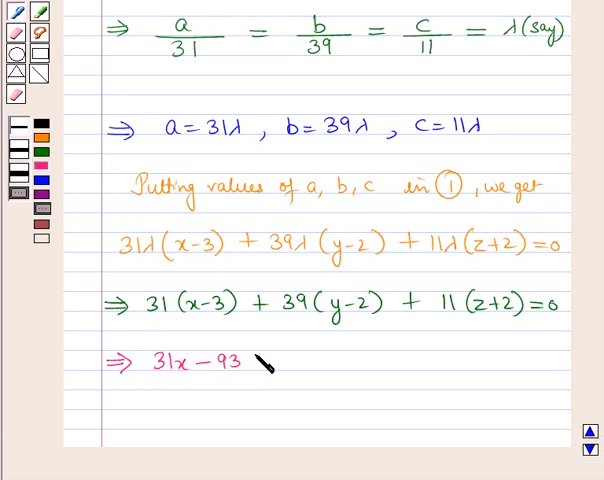 ⇒ a/31 = b/39 = c/11 = λ (say)
⇒ a = 31λ , b = 39λ , c = 11λ
Putting values of a, b, c in ①, we get
31λ(x-3) + 39λ(y-2) + 11λ(z+2) = 0
⇒ 31(x-3) + 39(y-2) + 11(z+2) = 0
⇒ 31x - 93